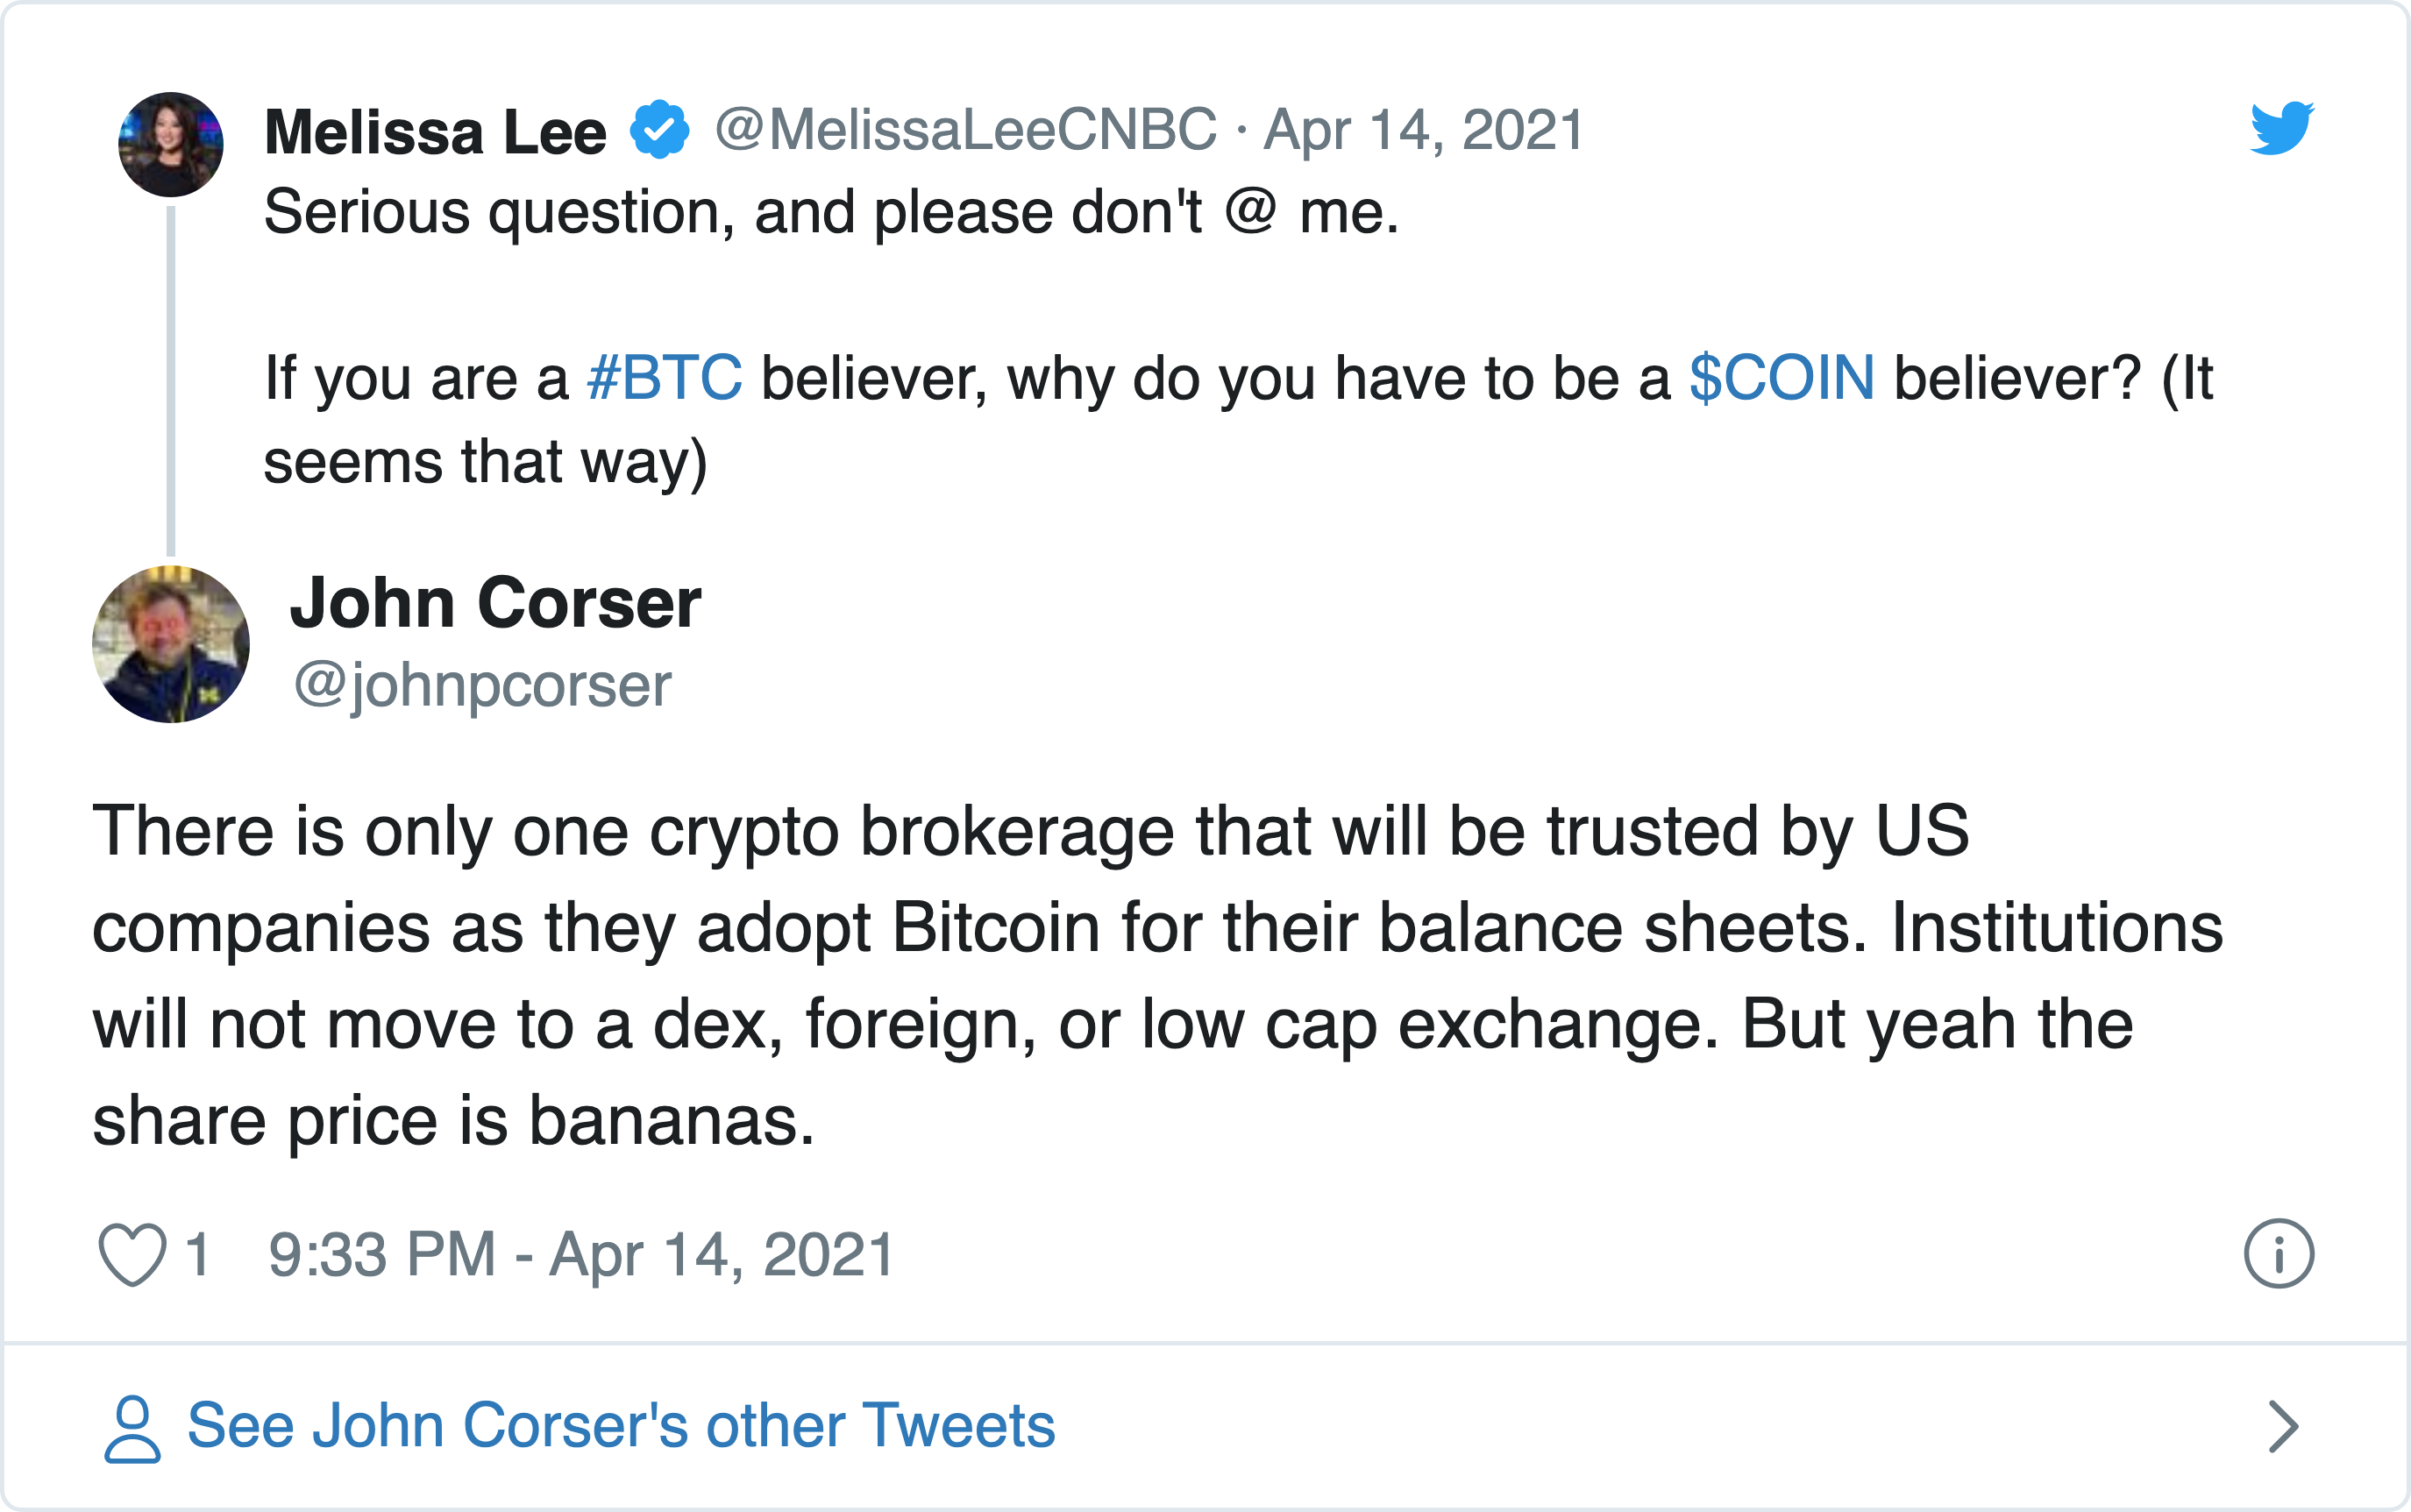 Melissa Lee @MelissaLeeCNBC · Apr 14, 2021
Serious question, and please don't @ me.
If you are a #BTC believer, why do you have to be a $COIN believer? (It
seems that way)
John Corser
@johnpcorser
There is only one crypto brokerage that will be trusted by US
companies as they adopt Bitcoin for their balance sheets. Institutions
will not move to a dex, foreign, or low cap exchange. But yeah the
share price is bananas.
1 9:33 PM - Apr 14, 2021
See John Corser's other Tweets